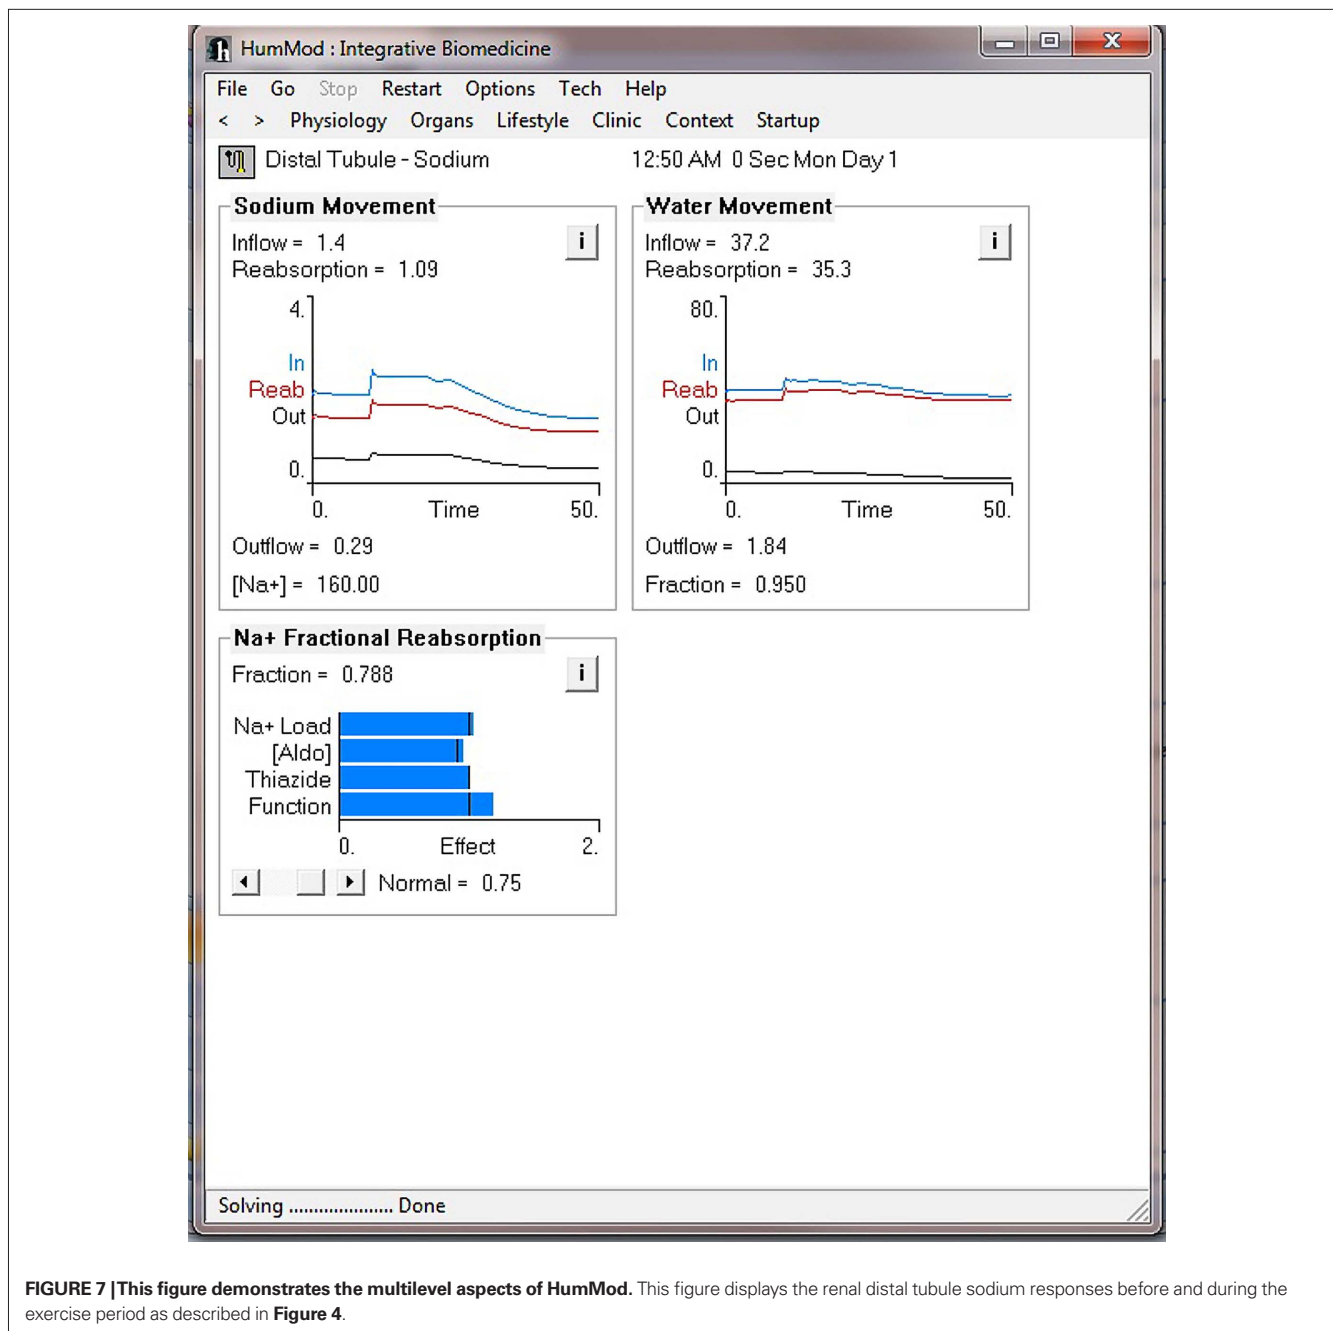 HumMod : Integrative Biomedicine
File Go Stop Restart Options Tech Help
< > Physiology Organs Lifestyle Clinic Context Startup
Distal Tubule - Sodium 12:50 AM 0 Sec Mon Day 1
Sodium Movement
Inflow = 1.4
Reabsorption = 1.09
4.
In
Reab
Out
0.
0. Time 50.
Outflow = 0.29
[Na+] = 160.00
Water Movement
Inflow = 37.2
Reabsorption = 35.3
80.
In
Reab
Out
0.
0. Time 50.
Outflow = 1.84
Fraction = 0.950
Na+ Fractional Reabsorption
Fraction = 0.788
Na+ Load
[Aldo]
Thiazide
Function
0. Effect 2.
Normal = 0.75
Solving ..................... Done
FIGURE 7 | This figure demonstrates the multilevel aspects of HumMod. This figure displays the renal distal tubule sodium responses before and during the
exercise period as described in Figure 4.